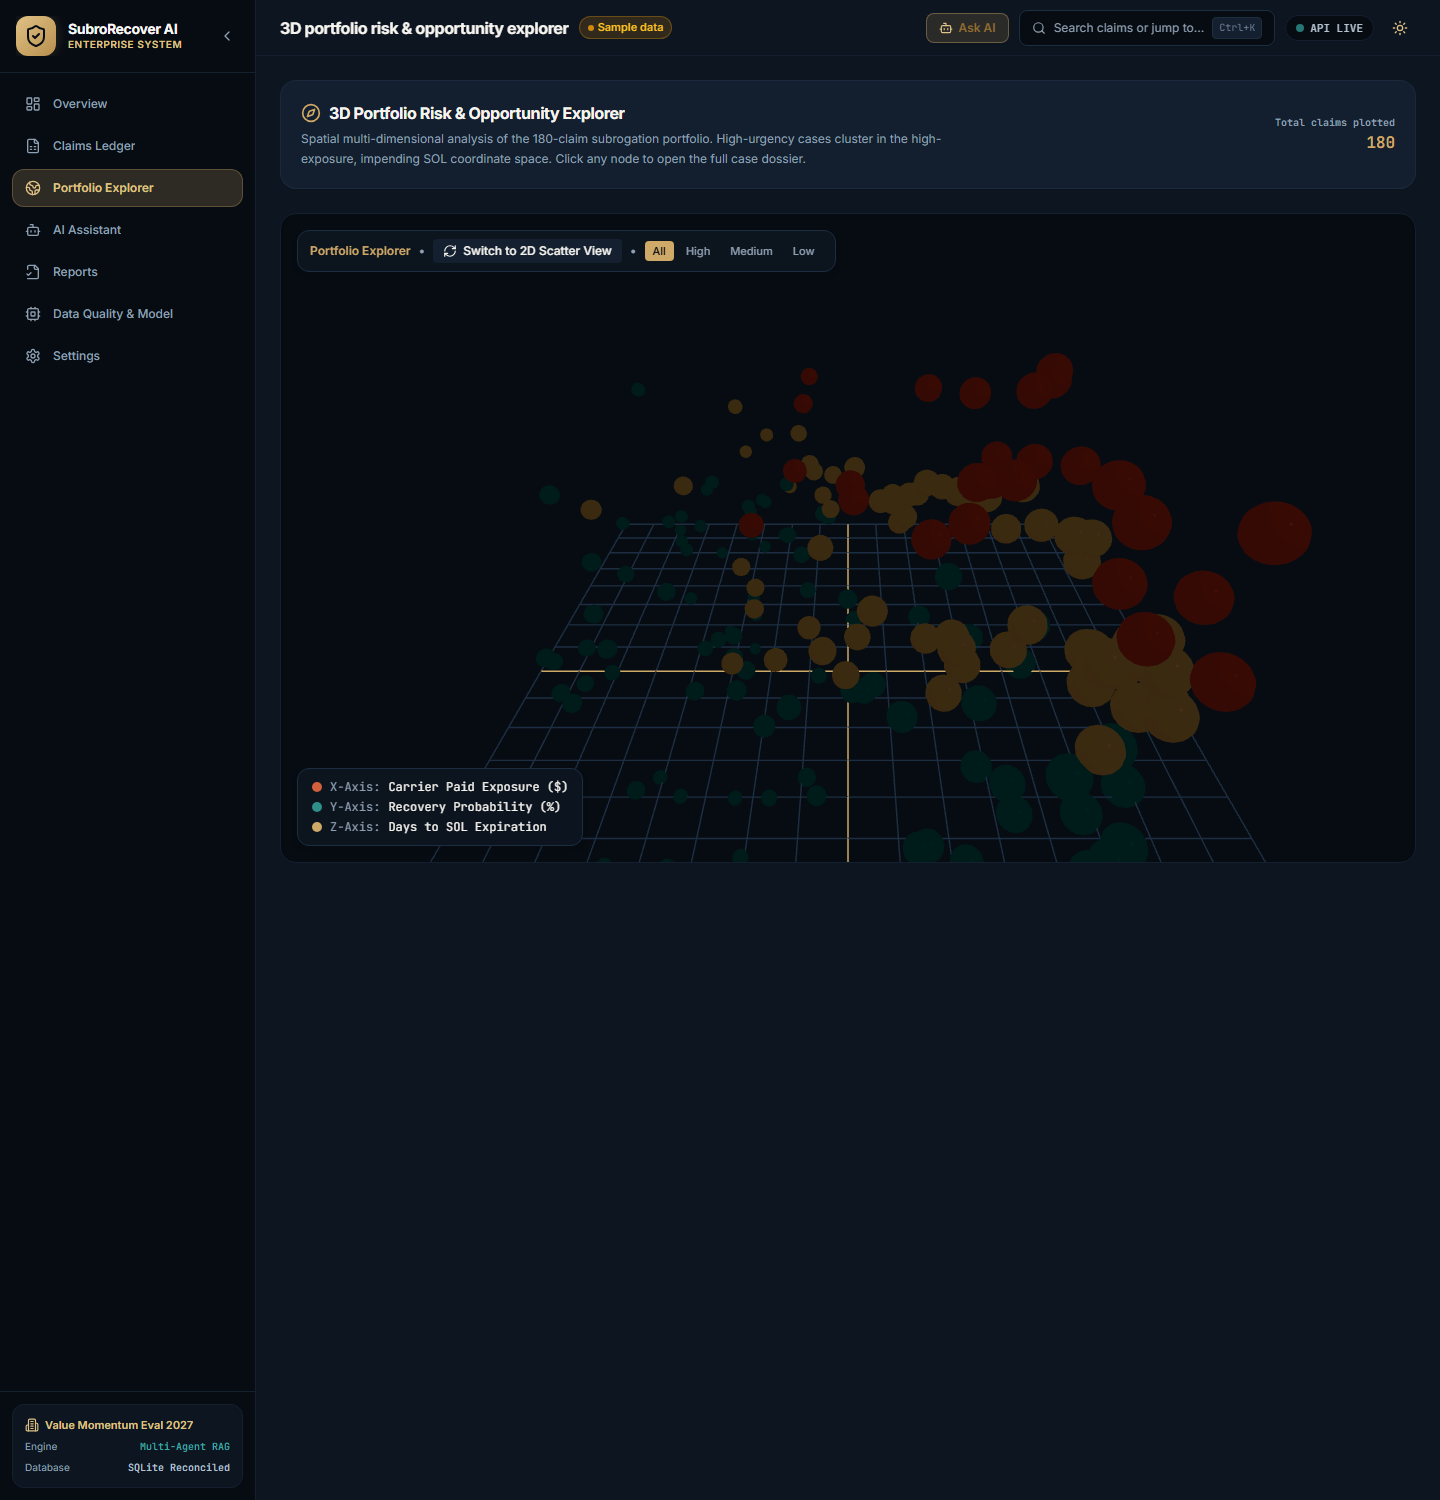 SubroRecover AI
ENTERPRISE SYSTEM
Overview
Claims Ledger
Portfolio Explorer
AI Assistant
Reports
Data Quality & Model
Settings
Value Momentum Eval 2027
Engine Multi-Agent RAG
Database SQLite Reconciled
3D portfolio risk & opportunity explorer Sample data Ask AI Search claims or jump to... Ctrl+K API LIVE
3D Portfolio Risk & Opportunity Explorer
Spatial multi-dimensional analysis of the 180-claim subrogation portfolio. High-urgency cases cluster in the high-
exposure, impending SOL coordinate space. Click any node to open the full case dossier.
Total claims plotted
180
Portfolio Explorer • Switch to 2D Scatter View • All High Medium Low
X-Axis: Carrier Paid Exposure ($)
Y-Axis: Recovery Probability (%)
Z-Axis: Days to SOL Expiration